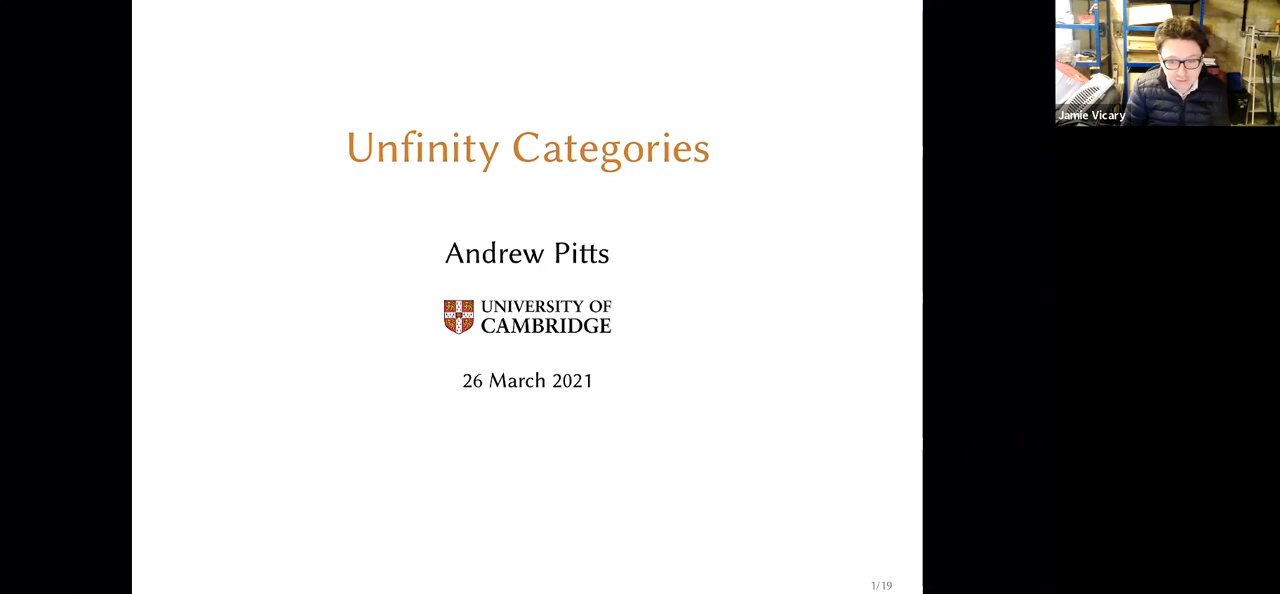 Unfinity Categories
Andrew Pitts
UNIVERSITY OF
CAMBRIDGE
26 March 2021
1/19
Jamie Vicary